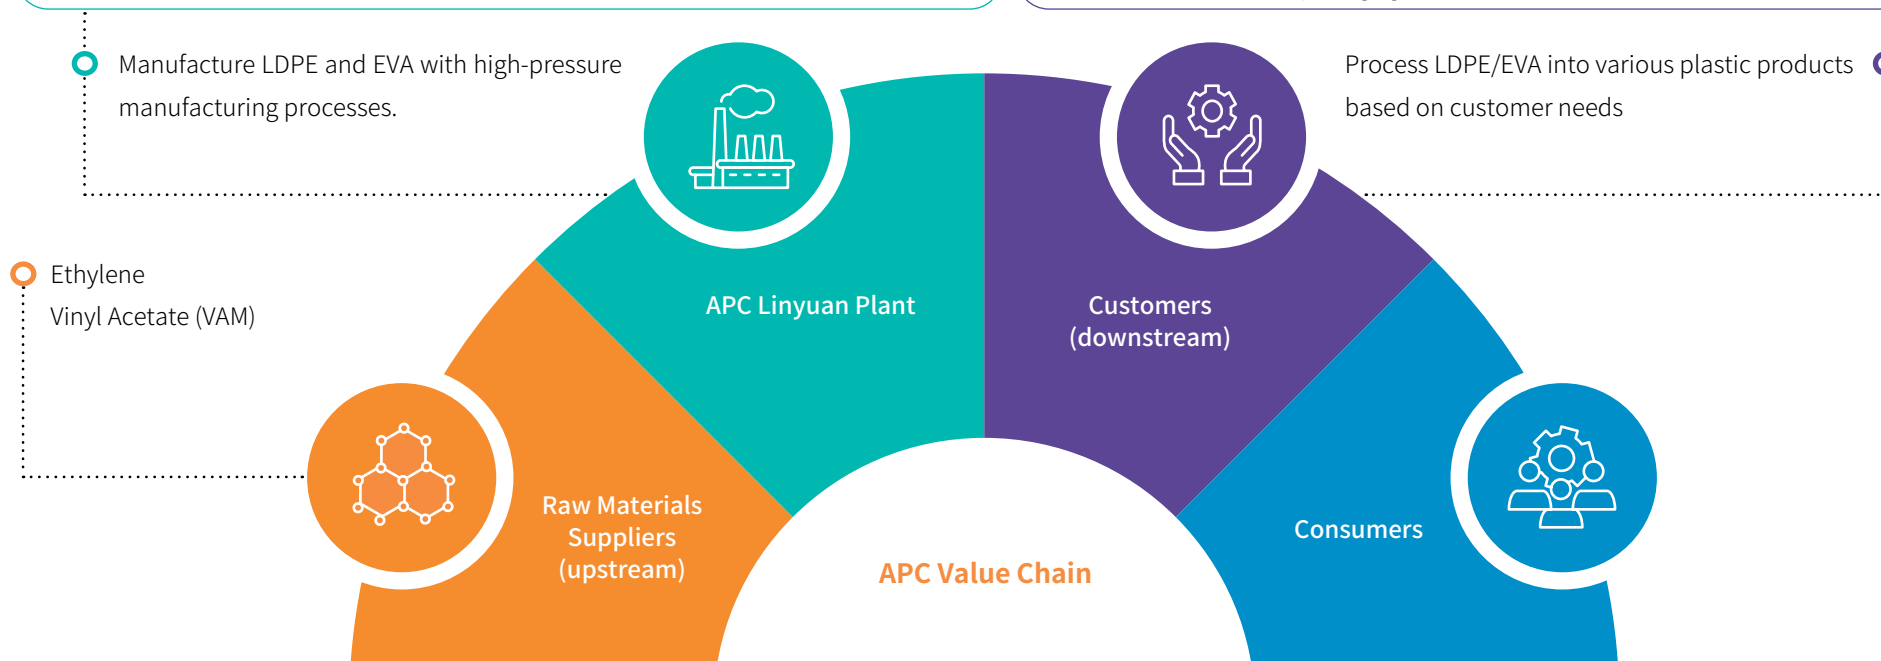 Manufacture LDPE and EVA with high-pressure
manufacturing processes.
Process LDPE/EVA into various plastic products
based on customer needs
Ethylene
Vinyl Acetate (VAM)
APC Linyuan Plant
Customers
(downstream)
Raw Materials
Suppliers
(upstream)
Consumers
APC Value Chain